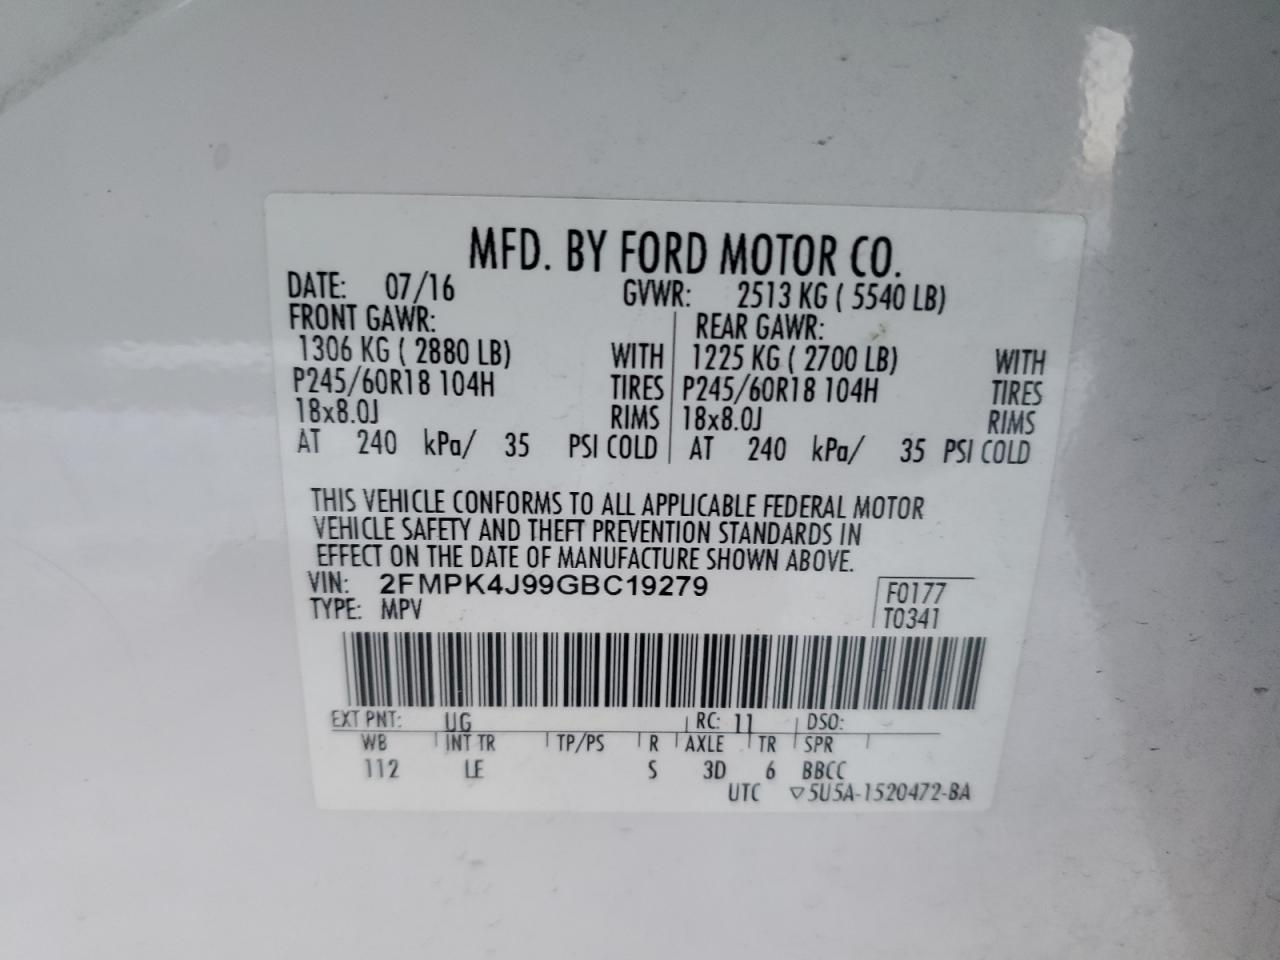 MFD. BY FORD MOTOR CO.
DATE: 07/16 GVWR: 2513 KG ( 5540 LB)
FRONT GAWR: REAR GAWR:
1306 KG ( 2880 LB) WITH 1225 KG ( 2700 LB) WITH
P245/60R18 104H TIRES P245/60R18 104H TIRES
18x8.0J RIMS 18x8.0J RIMS
AT 240 kPa/ 35 PSI COLD AT 240 kPa/ 35 PSI COLD
THIS VEHICLE CONFORMS TO ALL APPLICABLE FEDERAL MOTOR
VEHICLE SAFETY AND THEFT PREVENTION STANDARDS IN
EFFECT ON THE DATE OF MANUFACTURE SHOWN ABOVE.
VIN: 2FMPK4J99GBC19279 F0177
TYPE: MPV T0341
EXT PNT: UG RC: 11 DSO:
WB INT TR TP/PS R AXLE TR SPR
112 LE S 3D 6 BBCC
UTC ▽5U5A-1520472-BA